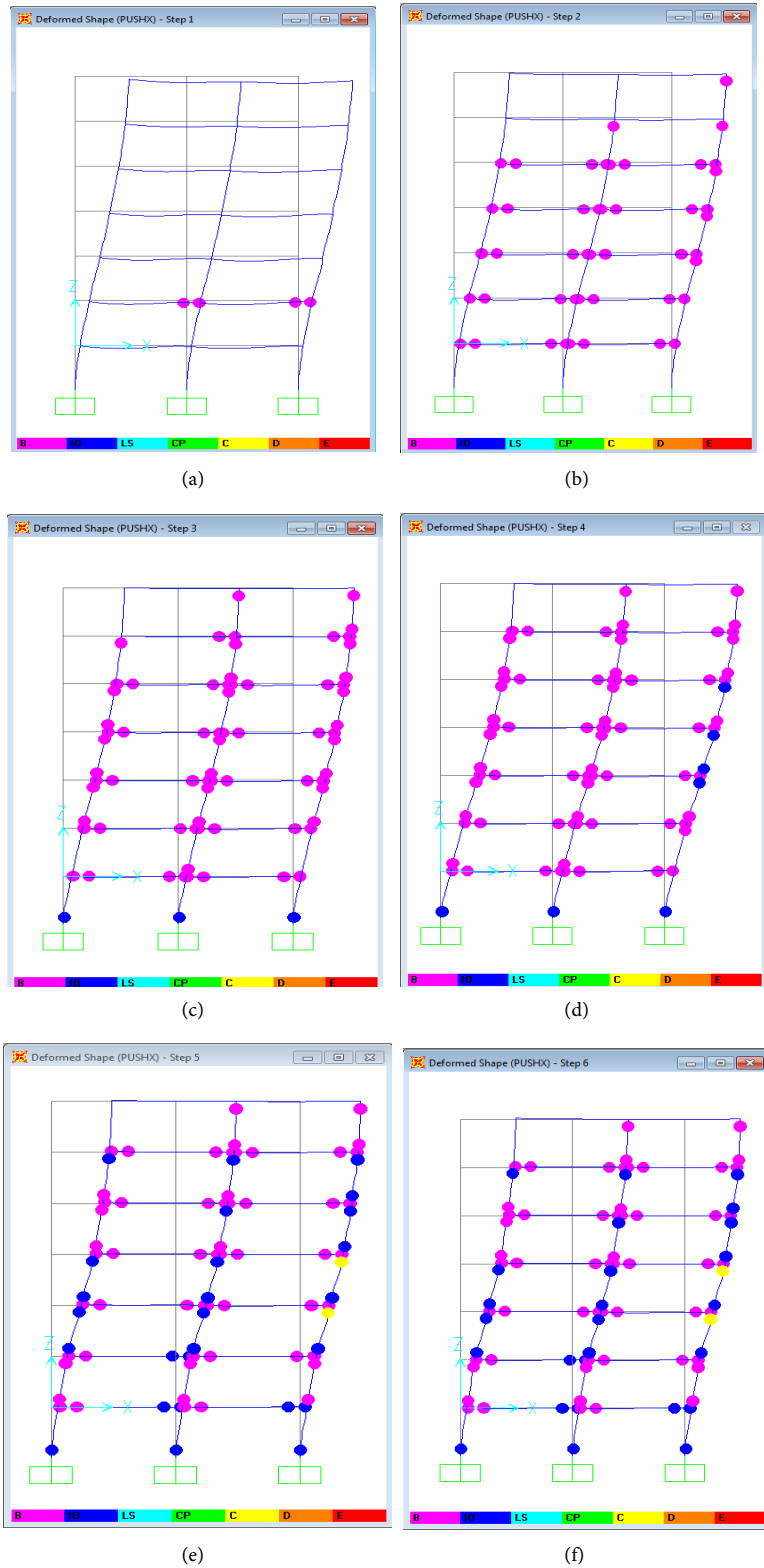 Deformed Shape (PUSHX) - Step 1
Z
X
B IO LS CP C D E
(a)
Deformed Shape (PUSHX) - Step 2
Z
X
B IO LS CP C D E
(b)
Deformed Shape (PUSHX) - Step 3
Z
X
B IO LS CP C D E
(c)
Deformed Shape (PUSHX) - Step 4
Z
X
B IO LS CP C D E
(d)
Deformed Shape (PUSHX) - Step 5
Z
X
B IO LS CP C D E
(e)
Deformed Shape (PUSHX) - Step 6
Z
X
B IO LS CP C D E
(f)